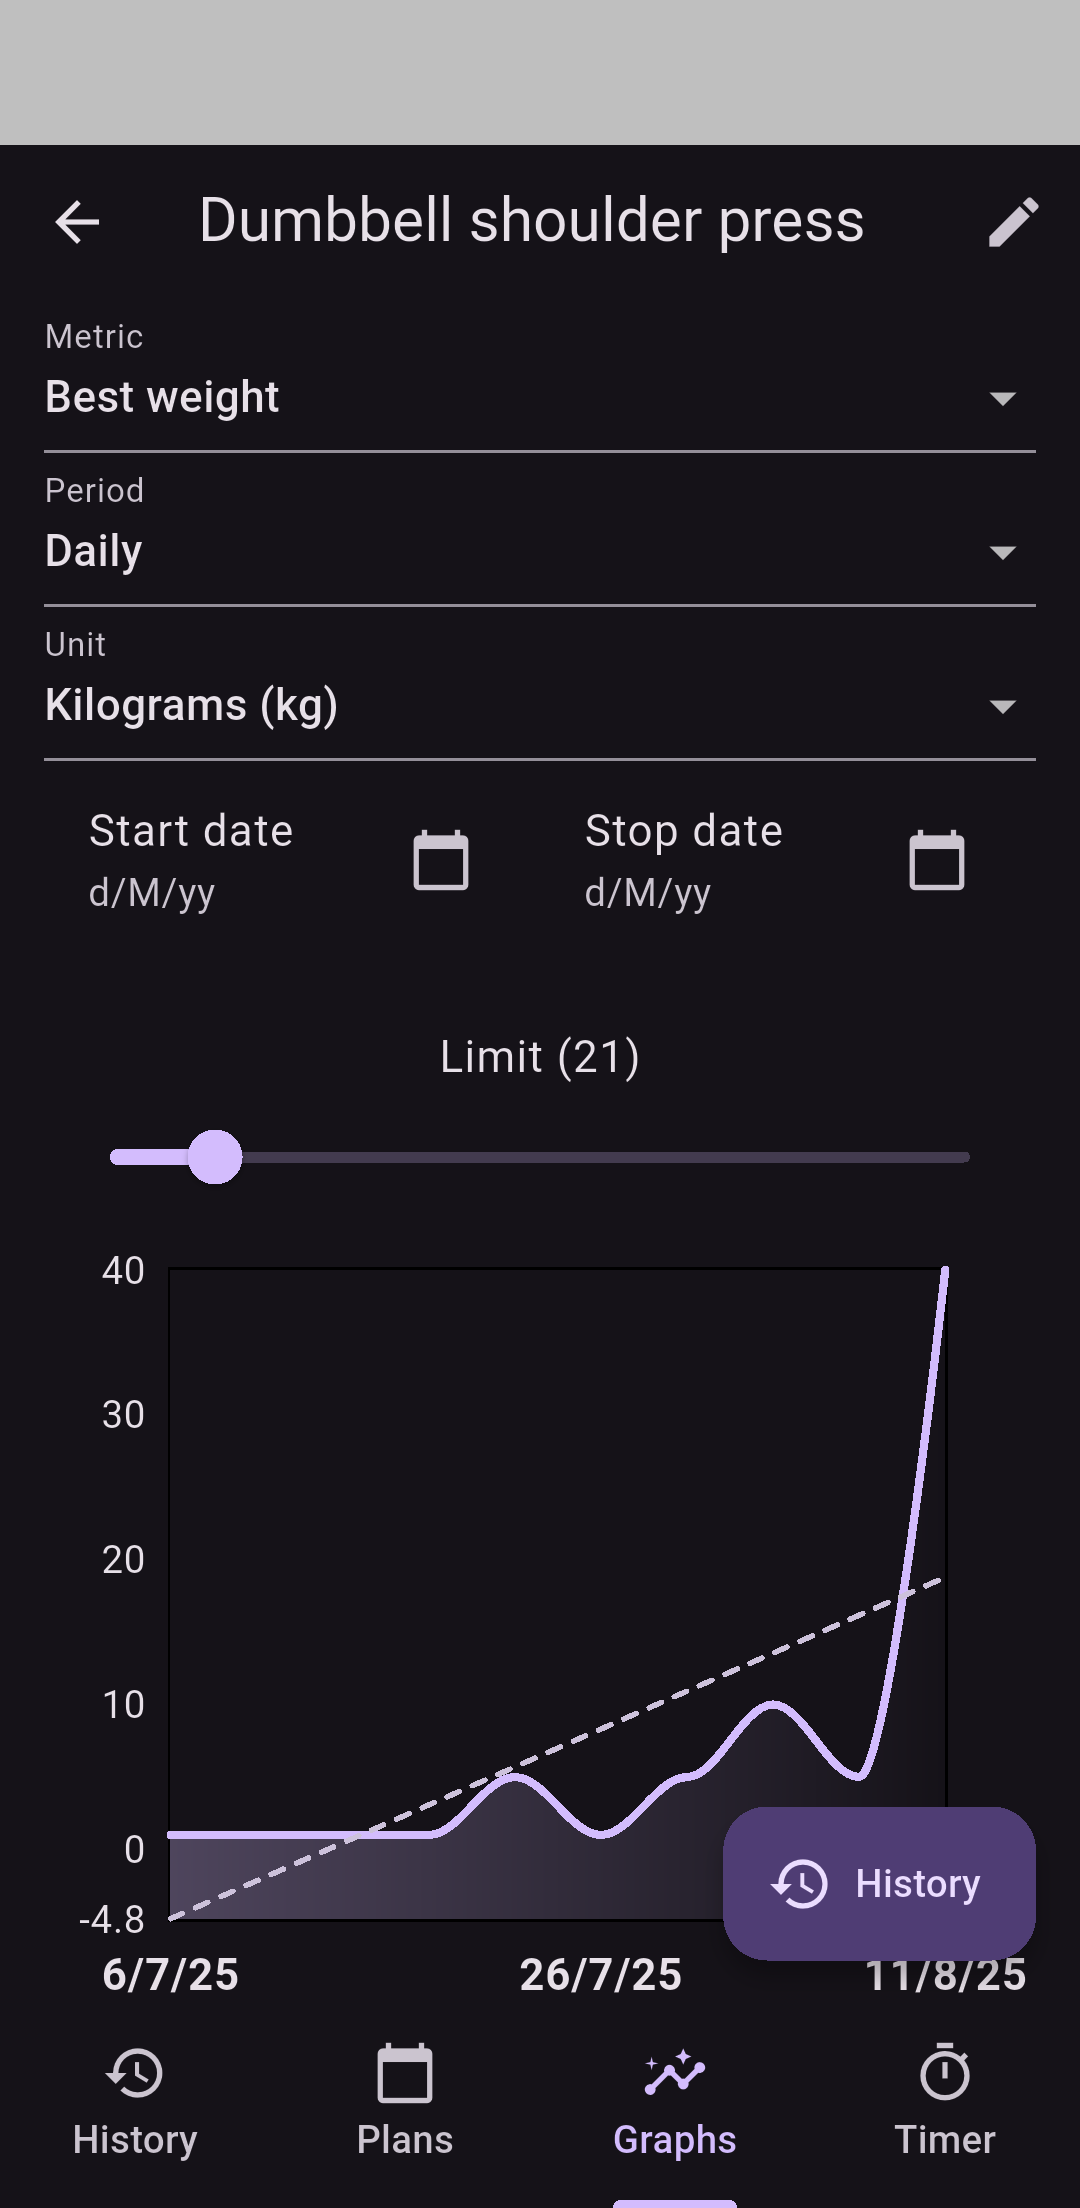 Dumbbell shoulder press
Metric
Best weight
Period
Daily
Unit
Kilograms (kg)
Start date
d/M/yy
Stop date
d/M/yy
Limit (21)
40
30
20
10
0
-4.8
6/7/25
26/7/25
11/8/25
History
History
Plans
Graphs
Timer